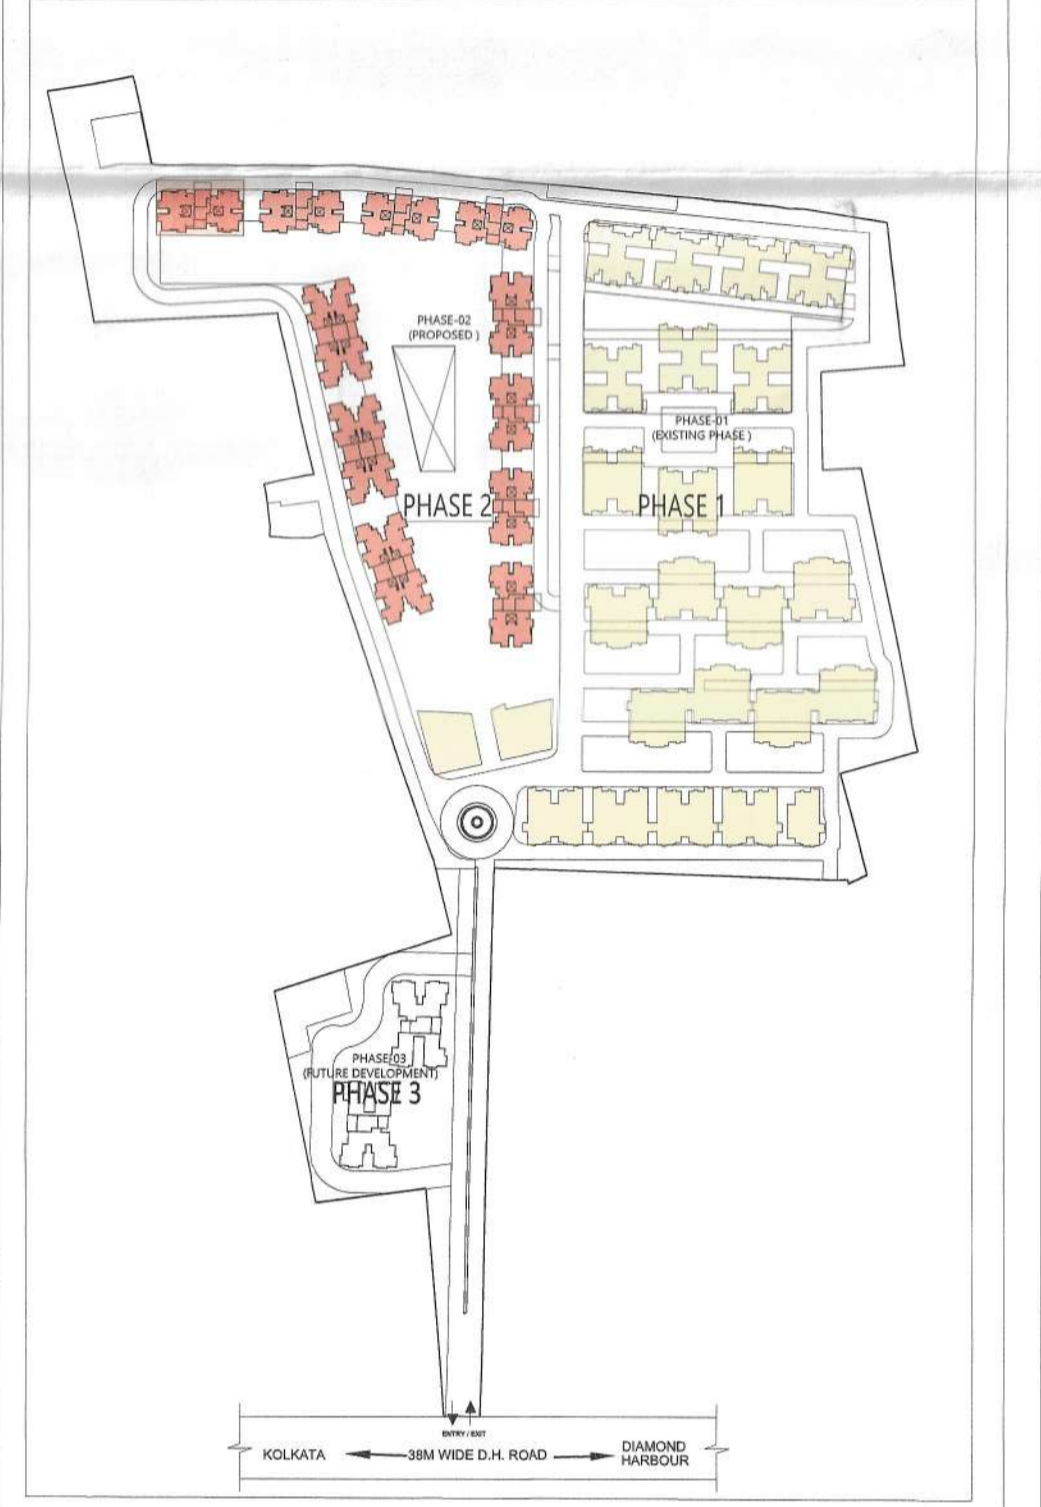 PHASE-02
(PROPOSED )
PHASE-01
(EXISTING PHASE )
PHASE 2
PHASE 1
PHASE-03
(FUTURE DEVELOPMENT)
PHASE 3
ENTRY / EXIT
KOLKATA
38M WIDE D.H. ROAD
DIAMOND
HARBOUR